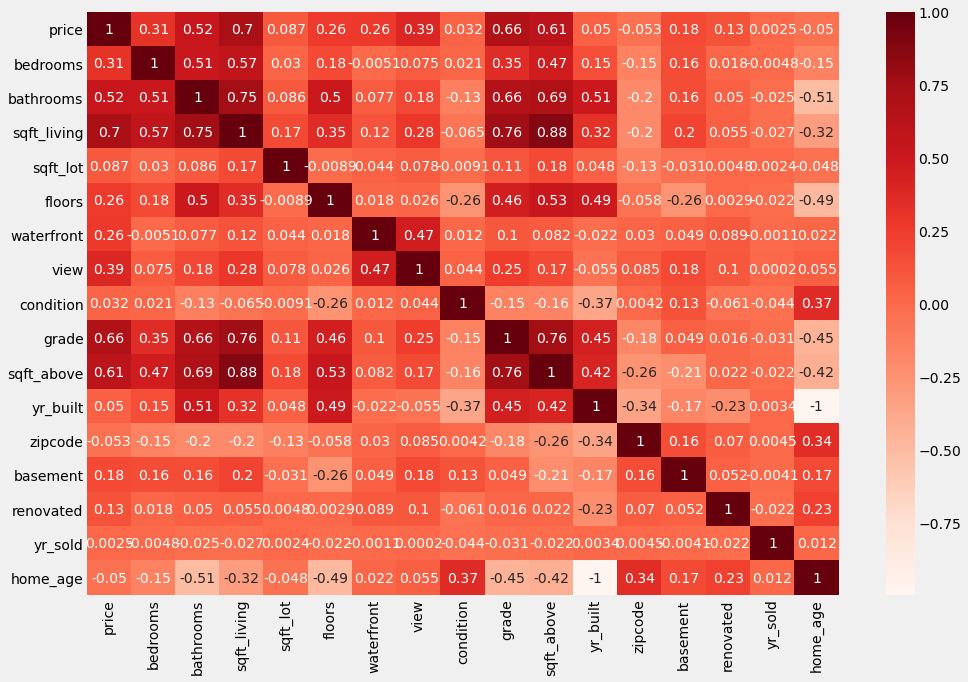 price 1 0.31 0.52 0.7 0.087 0.26 0.26 0.39 0.032 0.66 0.61 0.05 -0.053 0.18 0.13 0.0025 -0.05
bedrooms 0.31 1 0.51 0.57 0.03 0.18 -0.0051 0.075 0.021 0.35 0.47 0.15 -0.15 0.16 0.018 -0.0048 -0.15
bathrooms 0.52 0.51 1 0.75 0.086 0.5 0.077 0.18 -0.13 0.66 0.69 0.51 -0.2 0.16 0.05 -0.025 -0.51
sqft_living 0.7 0.57 0.75 1 0.17 0.35 0.12 0.28 -0.065 0.76 0.88 0.32 -0.2 0.2 0.055 -0.027 -0.32
sqft_lot 0.087 0.03 0.086 0.17 1 -0.0089 0.044 0.078 -0.0091 0.11 0.18 0.048 -0.13 -0.031 0.0048 0.0024 -0.048
floors 0.26 0.18 0.5 0.35 -0.0089 1 0.018 0.026 -0.26 0.46 0.53 0.49 -0.058 -0.26 0.0029 -0.022 -0.49
waterfront 0.26 -0.0051 0.077 0.12 0.044 0.018 1 0.47 0.012 0.1 0.082 -0.022 0.03 0.049 0.089 -0.0011 0.022
view 0.39 0.075 0.18 0.28 0.078 0.026 0.47 1 0.044 0.25 0.17 -0.055 0.085 0.18 0.1 0.0002 0.055
condition 0.032 0.021 -0.13 -0.065 -0.0091 -0.26 0.012 0.044 1 -0.15 -0.16 -0.37 0.0042 0.13 -0.061 -0.044 0.37
grade 0.66 0.35 0.66 0.76 0.11 0.46 0.1 0.25 -0.15 1 0.76 0.45 -0.18 0.049 0.016 -0.031 -0.45
sqft_above 0.61 0.47 0.69 0.88 0.18 0.53 0.082 0.17 -0.16 0.76 1 0.42 -0.26 -0.21 0.022 -0.022 -0.42
yr_built 0.05 0.15 0.51 0.32 0.048 0.49 -0.022 -0.055 -0.37 0.45 0.42 1 -0.34 -0.17 -0.23 0.0034 -1
zipcode -0.053 -0.15 -0.2 -0.2 -0.13 -0.058 0.03 0.085 0.0042 -0.18 -0.26 -0.34 1 0.16 0.07 0.0045 0.34
basement 0.18 0.16 0.16 0.2 -0.031 -0.26 0.049 0.18 0.13 0.049 -0.21 -0.17 0.16 1 0.052 -0.0041 0.17
renovated 0.13 0.018 0.05 0.055 0.0048 0.0029 0.089 0.1 -0.061 0.016 0.022 -0.23 0.07 0.052 1 -0.022 0.23
yr_sold 0.0025 -0.0048 -0.025 -0.027 0.0024 -0.022 -0.0011 0.0002 -0.044 -0.031 -0.022 0.0034 0.0045 -0.0041 -0.022 1 0.012
home_age -0.05 -0.15 -0.51 -0.32 -0.048 -0.49 0.022 0.055 0.37 -0.45 -0.42 -1 0.34 0.17 0.23 0.012 1
price bedrooms bathrooms sqft_living sqft_lot floors waterfront view condition grade sqft_above yr_built zipcode basement renovated yr_sold home_age
1.00
0.75
0.50
0.25
0.00
-0.25
-0.50
-0.75